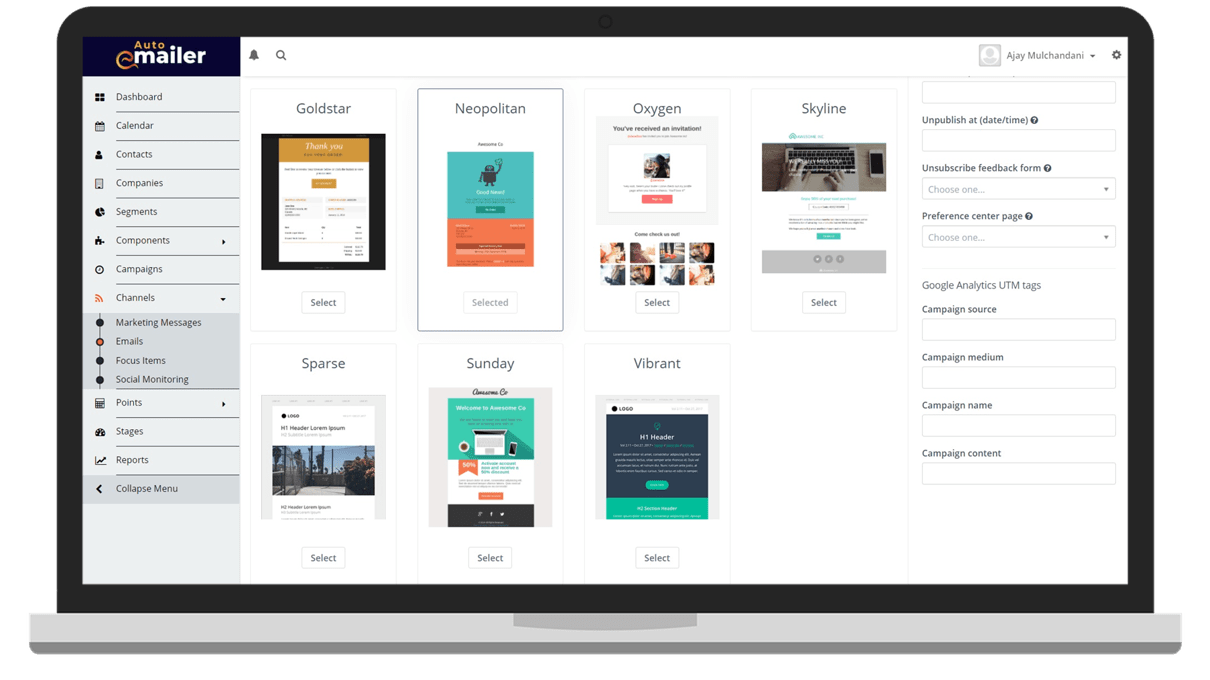 Auto
emailer
Ajay Mulchandani
Dashboard
Calendar
Contacts
Companies
Segments
Components
Campaigns
Channels
Marketing Messages
Emails
Focus Items
Social Monitoring
Points
Stages
Reports
Collapse Menu
Goldstar
Thank you
Select
Neopolitan
Awesome Co
Good News!
Selected
Oxygen
You've received an invitation!
Sign up
Come check us out!
Select
Skyline
AWESOME CO
Select
Sparse
LOGO
H1 Header Lorem Ipsum
H2 Header Lorem Ipsum
Select
Sunday
Awesome Co
Welcome to Awesome Co
50%
Activate account
now and receive a
50% discount
Select
Vibrant
LOGO
H1 Header
H2 Section Header
Select
Unpublish at (date/time)
Unsubscribe feedback form
Choose one...
Preference center page
Choose one...
Google Analytics UTM tags
Campaign source
Campaign medium
Campaign name
Campaign content